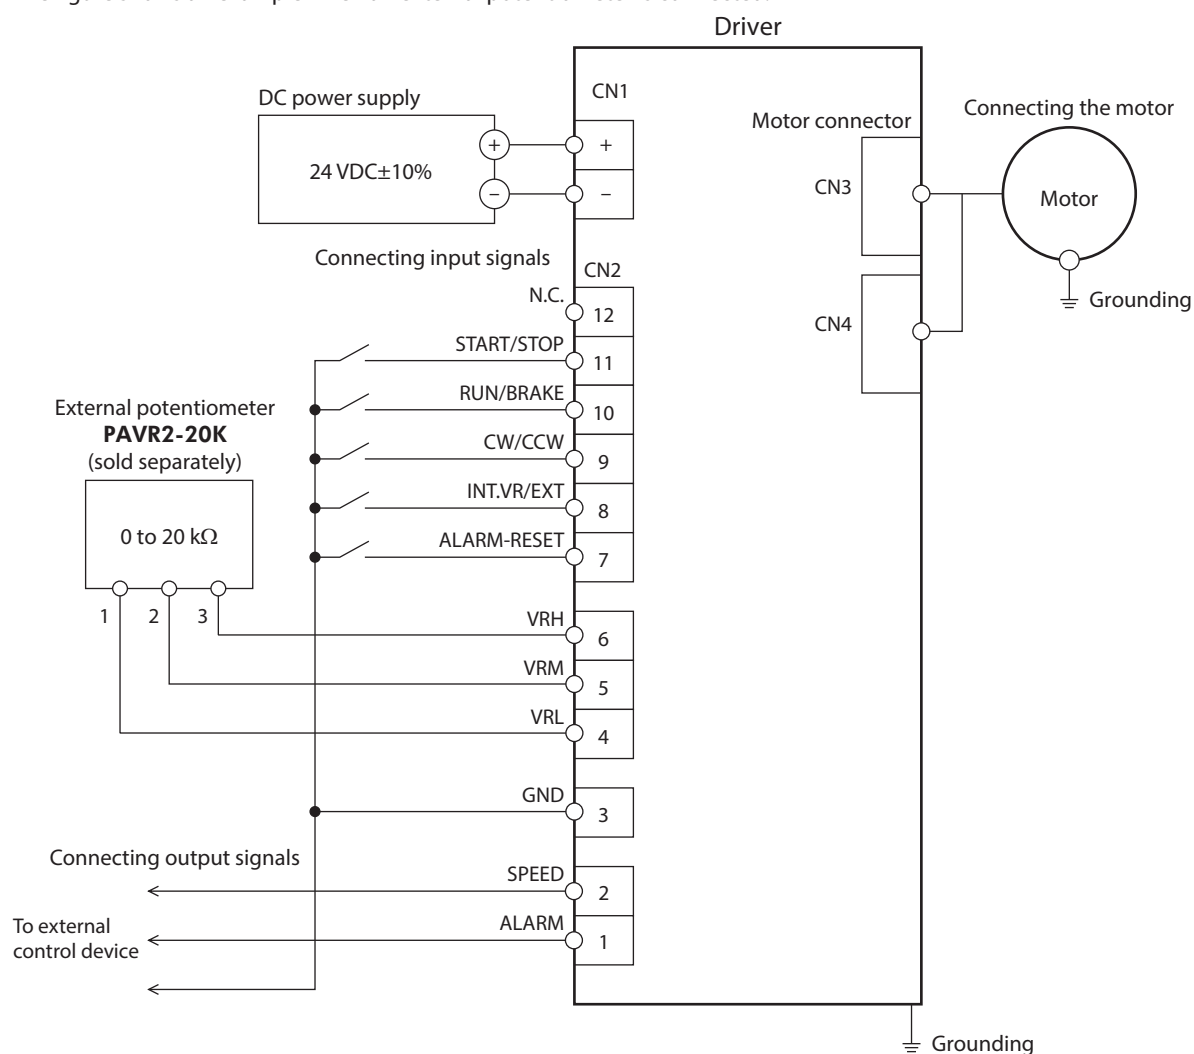 Driver
CN1
DC power supply
+
+
24 VDC±10%
−
−
Motor connector
Connecting the motor
CN3
Motor
Grounding
CN4
Connecting input signals
CN2
N.C.
12
START/STOP
11
RUN/BRAKE
10
CW/CCW
9
INT.VR/EXT
8
ALARM-RESET
7
External potentiometer
PAVR2-20K
(sold separately)
0 to 20 kΩ
1 2 3
VRH
6
VRM
5
VRL
4
GND
3
Connecting output signals
SPEED
2
ALARM
1
To external
control device
Grounding